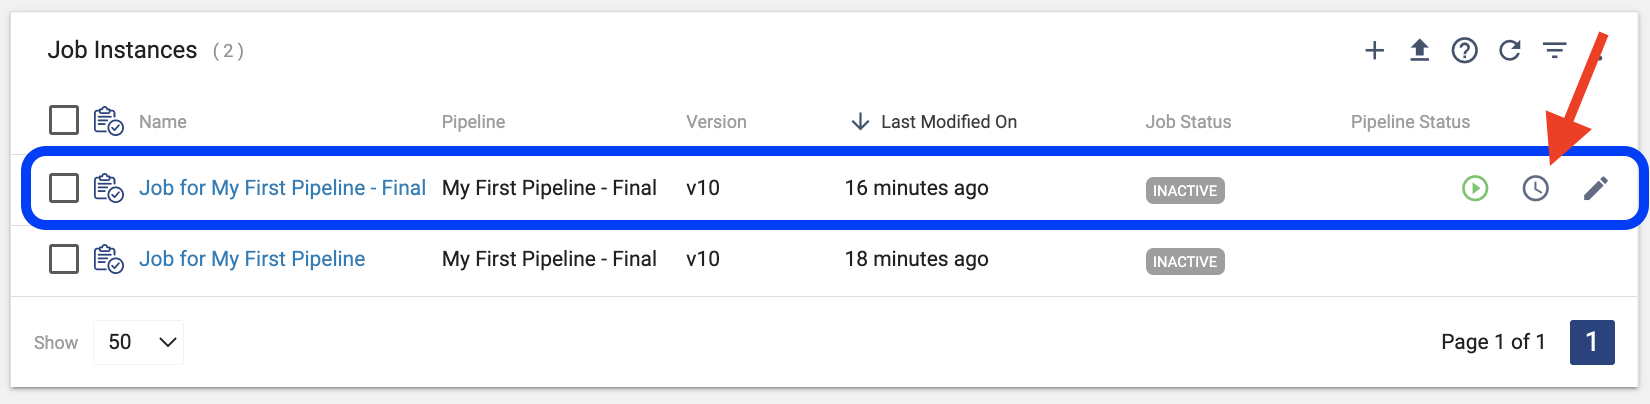 Job Instances (2)
Name Pipeline Version Last Modified On Job Status Pipeline Status
Job for My First Pipeline - Final My First Pipeline - Final v10 16 minutes ago INACTIVE
Job for My First Pipeline My First Pipeline - Final v10 18 minutes ago INACTIVE
Show 50 Page 1 of 1 1